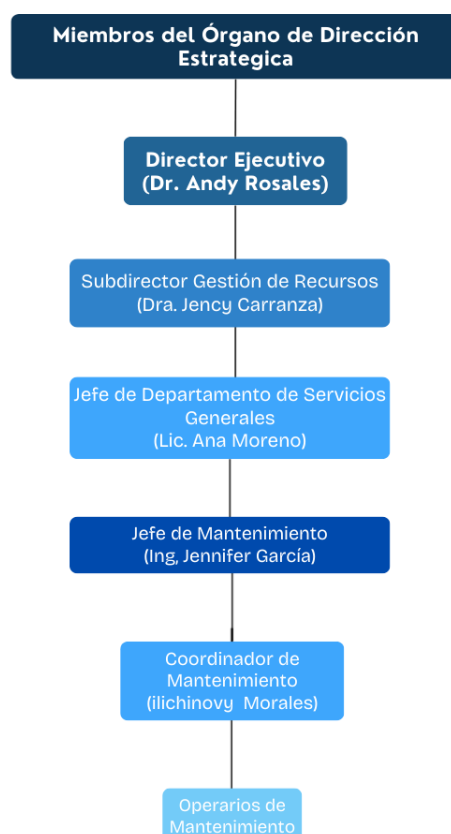 Miembros del Órgano de Dirección
Estrategica
Director Ejecutivo
(Dr. Andy Rosales)
Subdirector Gestión de Recursos
(Dra. Jency Carranza)
Jefe de Departamento de Servicios
Generales
(Lic. Ana Moreno)
Jefe de Mantenimiento
(Ing, Jennifer García)
Coordinador de
Mantenimiento
(ilichinovy Morales)
Operarios de
Mantenimiento